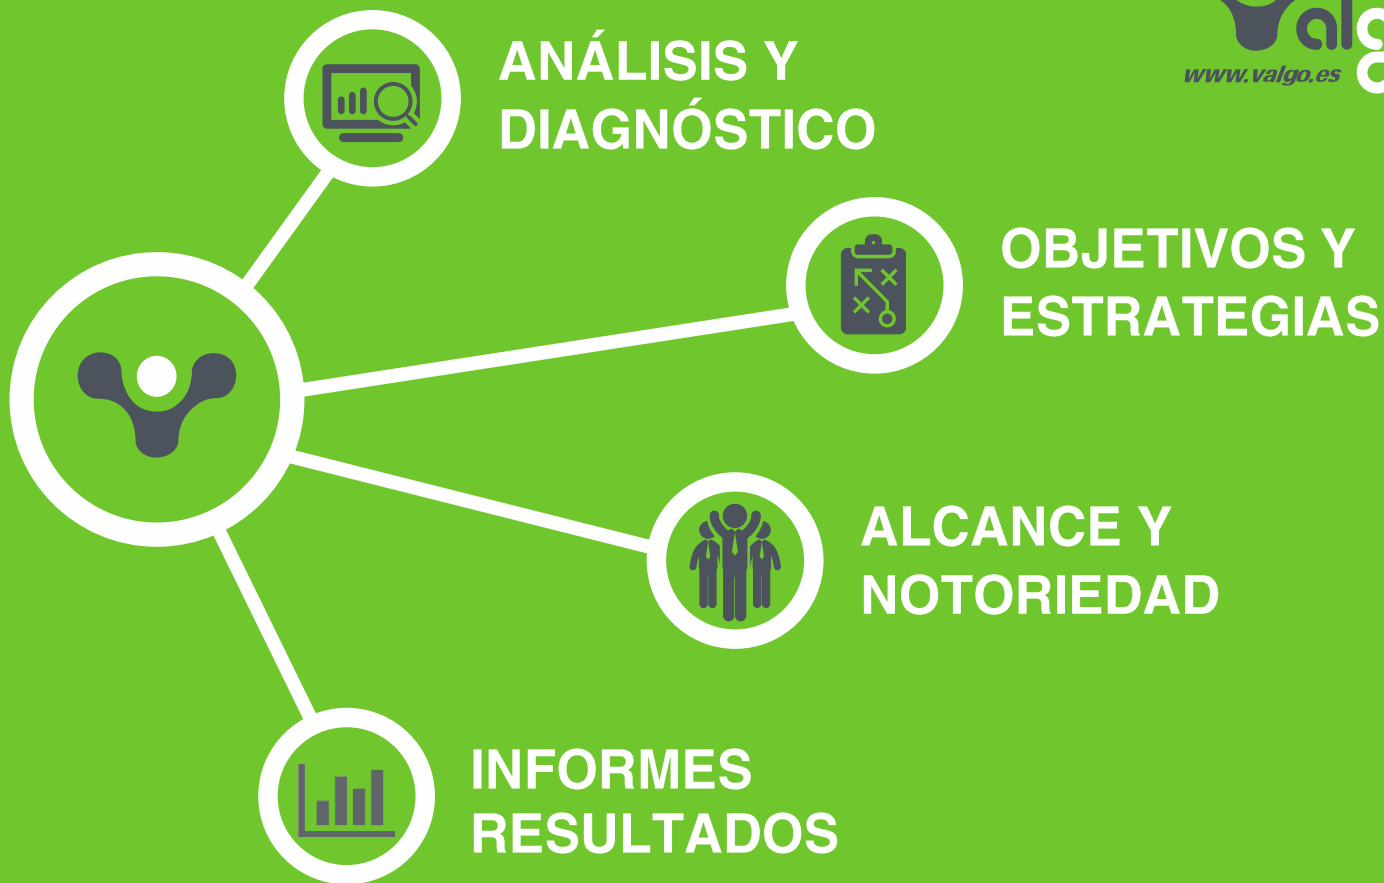 ANÁLISIS Y
DIAGNÓSTICO
www.valgo.es
OBJETIVOS Y
ESTRATEGIAS
ALCANCE Y
NOTORIEDAD
INFORMES
RESULTADOS